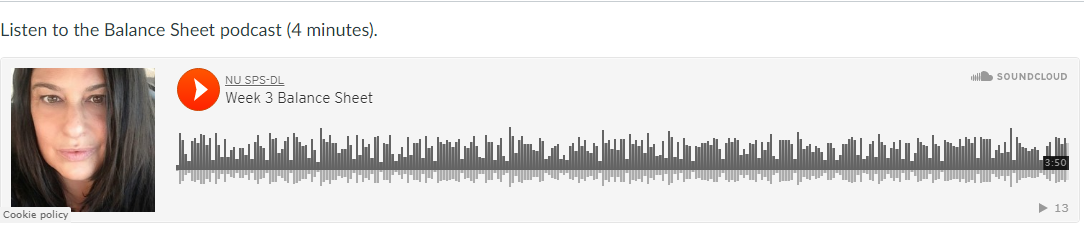 Listen to the Balance Sheet podcast (4 minutes).
NU SPS-DL
SOUNDCLOUD
Week 3 Balance Sheet
3:50
Cookie policy
13